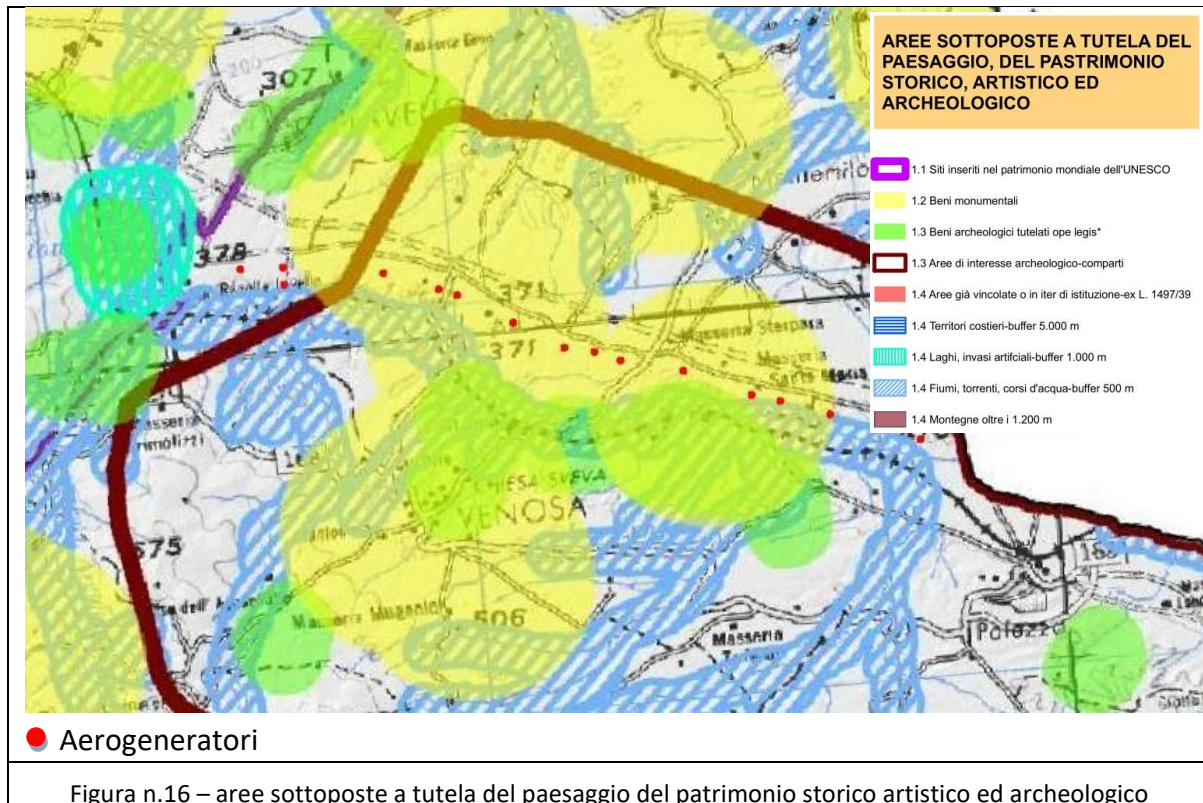 AREE SOTTOPOSTE A TUTELA DEL
PAESAGGIO, DEL PASTRIMONIO
STORICO, ARTISTICO ED
ARCHEOLOGICO
1.1 Siti inseriti nel patrimonio mondiale dell'UNESCO
1.2 Beni monumentali
1.3 Beni archeologici tutelati ope legis*
1.3 Aree di interesse archeologico-comparti
1.4 Aree già vincolate o in iter di istituzione-ex L. 1497/39
1.4 Territori costieri-buffer 5.000 m
1.4 Laghi, invasi artifciali-buffer 1.000 m
1.4 Fiumi, torrenti, corsi d'acqua-buffer 500 m
1.4 Montegne oltre i 1.200 m
307
378
371
Masseria Sterpara
371
Masseria
CHIESA SVEVA
VENOSA
506
Masseria
Palazzo
Aerogeneratori
Figura n.16 – aree sottoposte a tutela del paesaggio del patrimonio storico artistico ed archeologico